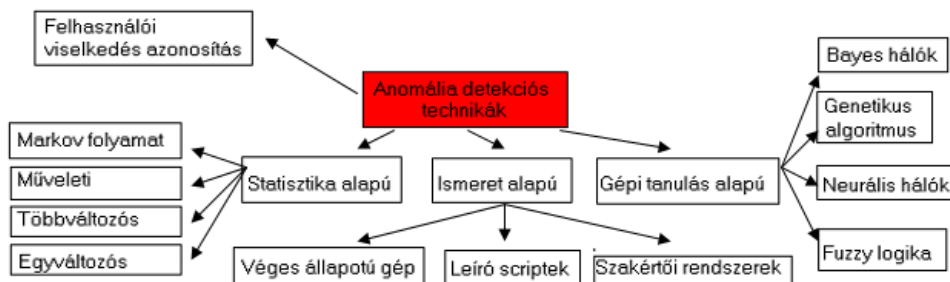 Felhasználói
viselkedés azonosítás
Anomália detekciós
technikák
Bayes hálók
Genetikus
algoritmus
Neurális hálók
Fuzzy logika
Markov folyamat
Műveleti
Többváltozós
Egyváltozós
Statisztika alapú
Ismeret alapú
Gépi tanulás alapú
Véges állapotú gép
Leíró scriptek
Szakértői rendszerek